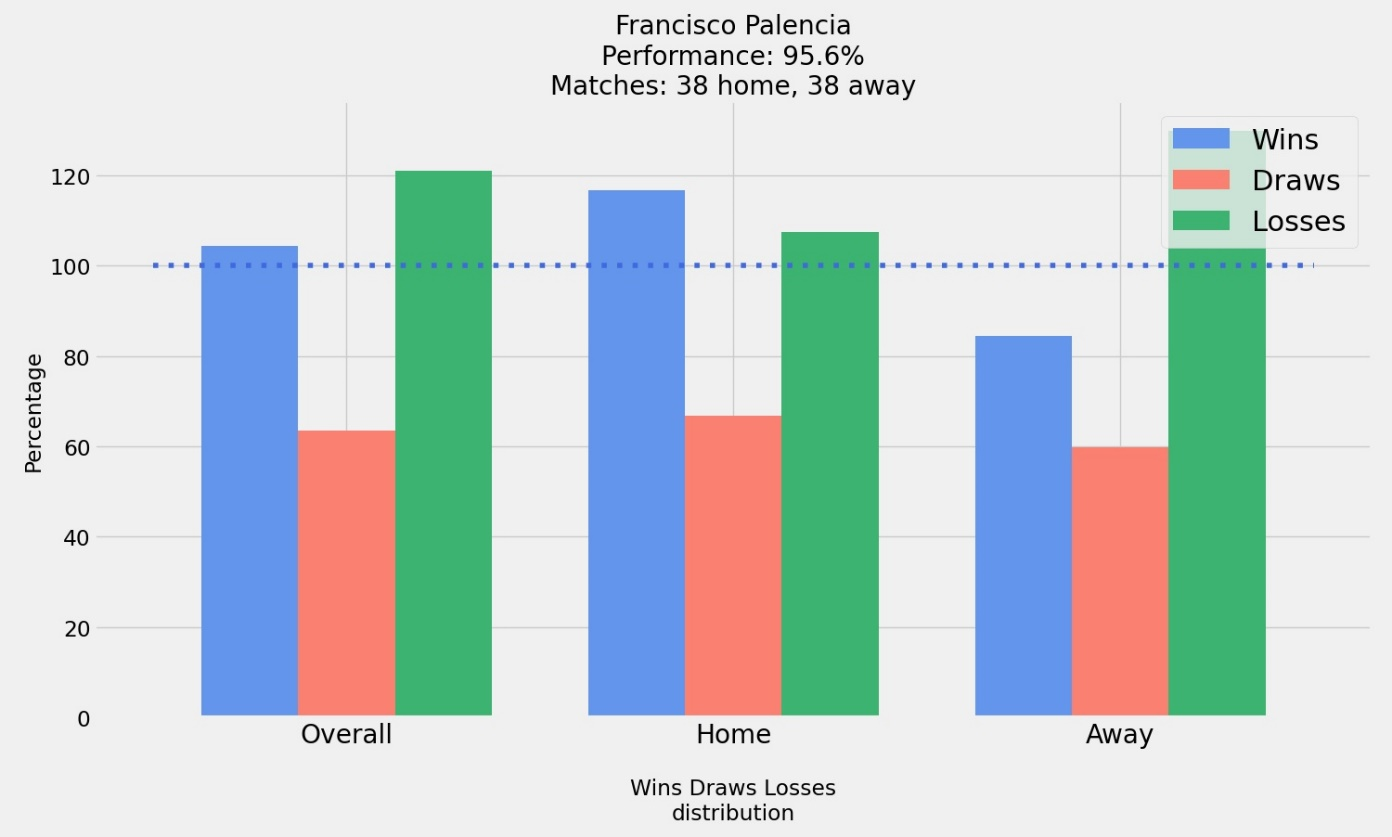 Francisco Palencia
Performance: 95.6%
Matches: 38 home, 38 away
Wins
Draws
Losses
120
100
80
60
40
20
0
Percentage
Overall Home Away
Wins Draws Losses
distribution